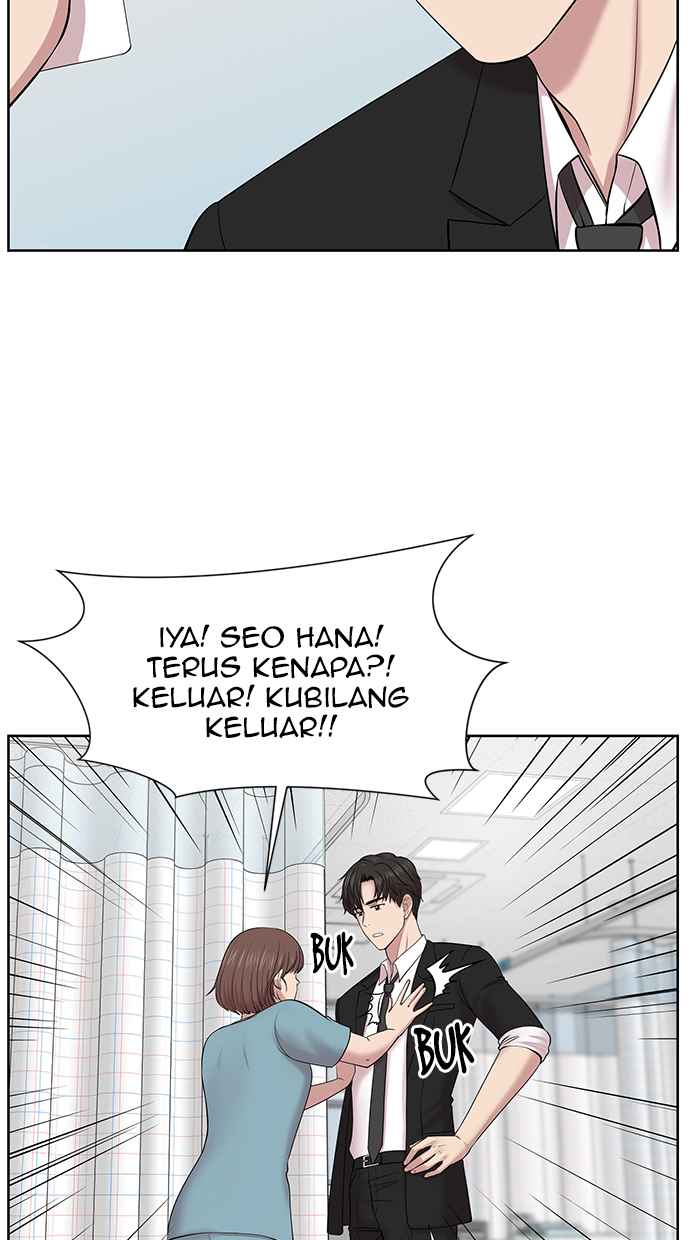 IYA! SEO HANA!
TERUS KENAPA?!
KELUAR! KUBILANG
KELUAR!!
BUK
BUK